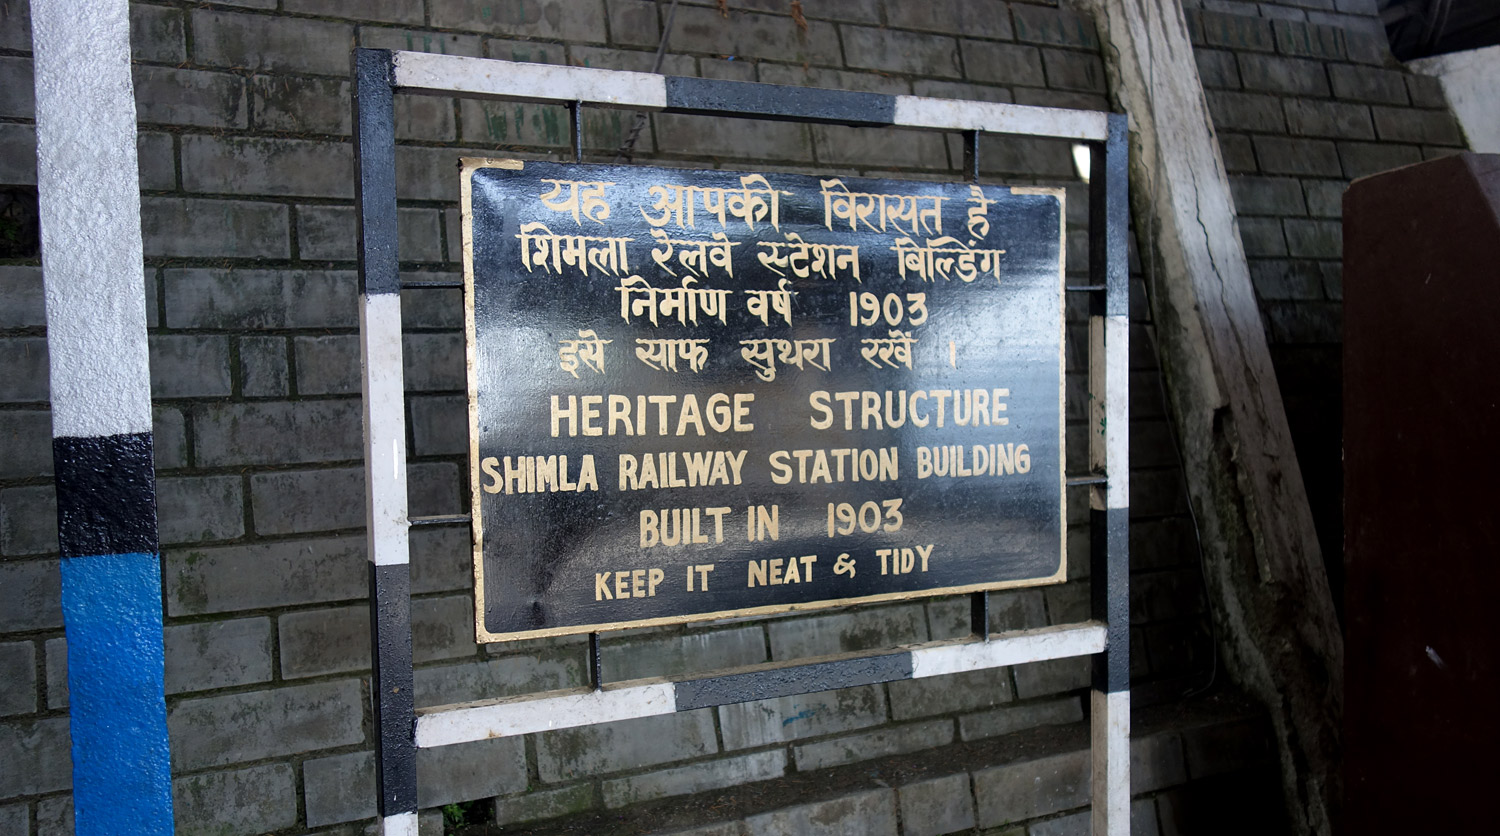 यह आपकी विरासत है
शिमला रेलवे स्टेशन बिल्डिंग
निर्माण वर्ष 1903
इसे साफ सुथरा रखें ।
HERITAGE STRUCTURE
SHIMLA RAILWAY STATION BUILDING
BUILT IN 1903
KEEP IT NEAT & TIDY